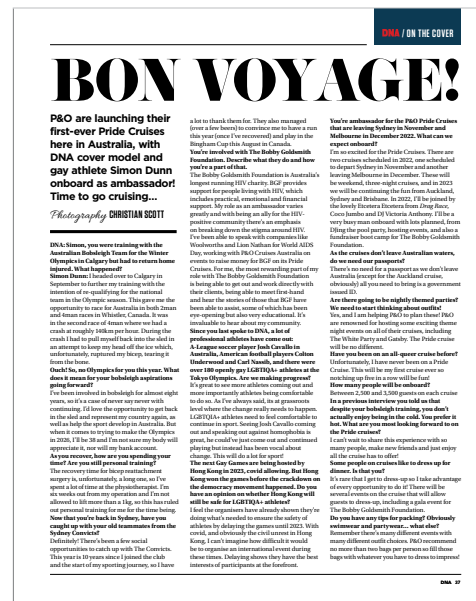 DNA / ON THE COVER
BON VOYAGE!
P&O are launching their
first-ever Pride Cruises
here in Australia, with
DNA cover model and
gay athlete Simon Dunn
onboard as ambassador!
Time to go cruising...
Photography CHRISTIAN SCOTT
DNA: Simon, you were training with the
Australian Bobsleigh Team for the Winter
Olympics in Calgary but had to return home
injured. What happened?
Simon Dunn: I headed over to Calgary in
September to further my training with the
intention of re-qualifying for the national
team in the Olympic season. This gave me the
opportunity to race for Australia in both 2man
and 4man races in Whistler, Canada. It was
in the second race of 4man where we had a
crash at roughly 140km per hour. During the
crash I had to pull myself back into the sled in
an attempt to keep my head off the ice which,
unfortunately, ruptured my bicep, tearing it
from the bone.
Ouch! So, no Olympics for you this year. What
does it mean for your bobsleigh aspirations
going forward?
I've been involved in bobsleigh for almost eight
years, so it's a case of never say never with
continuing. I'd love the opportunity to get back
in the sled and represent my country again, as
well as help the sport develop in Australia. But
when it comes to trying to make the Olympics
in 2026, I'll be 38 and I'm not sure my body will
appreciate it, nor will my bank account.
As you recover, how are you spending your
time? Are you still personal training?
The recovery time for bicep reattachment
surgery is, unfortunately, a long one, so I've
spent a lot of time at the physiotherapist. I'm
six weeks from my operation and I'm not
allowed to lift more than a 1kg, so this has ruled
out personal training for me for the time being.
Now that you're back in Sydney, have you
caught up with your old teammates from the
Sydney Convicts?
Definitely! There's been a few social
opportunities to catch up with The Convicts.
This year is 10 years since I joined the club
and the start of my sporting journey, so I have
a lot to thank them for. They also managed
(over a few beers) to convince me to have a run
this year (once I've recovered) and play in the
Bingham Cup this August in Canada.
You're involved with The Bobby Goldsmith
Foundation. Describe what they do and how
you're a part of that.
The Bobby Goldsmith Foundation is Australia's
longest running HIV charity. BGF provides
support for people living with HIV, which
includes practical, emotional and financial
support. My role as an ambassador varies
greatly and with being an ally for the HIV-
positive community there's an emphasis
on breaking down the stigma around HIV.
I've been able to speak with companies like
Woolworths and Lion Nathan for World AIDS
Day, working with P&O Cruises Australia on
events to raise money for BGF on its Pride
Cruises. For me, the most rewarding part of my
role with The Bobby Goldsmith Foundation
is being able to get out and work directly with
their clients, being able to meet first-hand
and hear the stories of those that BGF have
been able to assist, some of which has been
eye-opening but also very educational. It's
invaluable to hear about my community.
Since you last spoke to DNA, a lot of
professional athletes have come out:
A-League soccer player Josh Cavallo in
Australia, American football players Colton
Underwood and Carl Nassib, and there were
over 180 openly gay LGBTIQA+ athletes at the
Tokyo Olympics. Are we making progress?
It's great to see more athletes coming out and
more importantly athletes being comfortable
to do so. As I've always said, its at grassroots
level where the change really needs to happen.
LGBTIQA+ athletes need to feel comfortable to
continue in sport. Seeing Josh Cavallo coming
out and speaking out against homophobia is
great, he could've just come out and continued
playing but instead has been vocal about
change. This will do a lot for sport!
The next Gay Games are being hosted by
Hong Kong in 2023, covid allowing. But Hong
Kong won the games before the crackdown on
the democracy movement happened. Do you
have an opinion on whether Hong Kong will
still be safe for LGBTIQA+ athletes?
I feel the organisers have already shown they're
doing what's needed to ensure the safety of
athletes by delaying the games until 2023. With
covid, and obviously the civil unrest in Hong
Kong, I can't imagine how difficult it would
be to organise an international event during
these times. Delaying shows they have the best
interests of participants at the forefront.
You're ambassador for the P&O Pride Cruises
that are leaving Sydney in November and
Melbourne in December 2022. What can we
expect onboard?
I'm so excited for the Pride Cruises. There are
two cruises scheduled in 2022, one scheduled
to depart Sydney in November and another
leaving Melbourne in December. These will
be weekend, three-night cruises, and in 2023
we will be continuing the fun from Auckland,
Sydney and Brisbane. In 2022, I'll be joined by
the lovely Etcetera Etcetera from Drag Race,
Coco Jumbo and DJ Victoria Anthony. I'll be a
very busy man onboard with lots planned, from
DJing the pool party, hosting events, and also a
fundraiser boot camp for The Bobby Goldsmith
Foundation.
As the cruises don't leave Australian waters,
do we need our passports?
There's no need for a passport as we don't leave
Australia (except for the Auckland cruise,
obviously) all you need to bring is a government
issued ID.
Are there going to be nightly themed parties?
We need to start thinking about outfits!
Yes, and I am helping P&O to plan these! P&O
are renowned for hosting some exciting theme
night events on all of their cruises, including
The White Party and Gatsby. The Pride cruise
will be no different.
Have you been on an all-queer cruise before?
Unfortunately, I have never been on a Pride
Cruise. This will be my first cruise ever so
notching up five in a row will be fun!
How many people will be onboard?
Between 2,500 and 3,500 guests on each cruise
In a previous interview you told us that
despite your bobsleigh training, you don't
actually enjoy being in the cold. You prefer it
hot. What are you most looking forward to on
the Pride cruises?
I can't wait to share this experience with so
many people, make new friends and just enjoy
all the cruise has to offer!
Some people on cruises like to dress up for
dinner. Is that you?
It's rare that I get to dress-up so I take advantage
of every opportunity to do it! There will be
several events on the cruise that will allow
guests to dress-up, including a gala event for
The Bobby Goldsmith Foundation.
Do you have any tips for packing? Obviously
swimwear and partywear... what else?
Remember there's many different events with
many different outfit choices. P&O recommend
no more than two bags per person so fill those
bags with whatever you have to dress to impress!
DNA 27